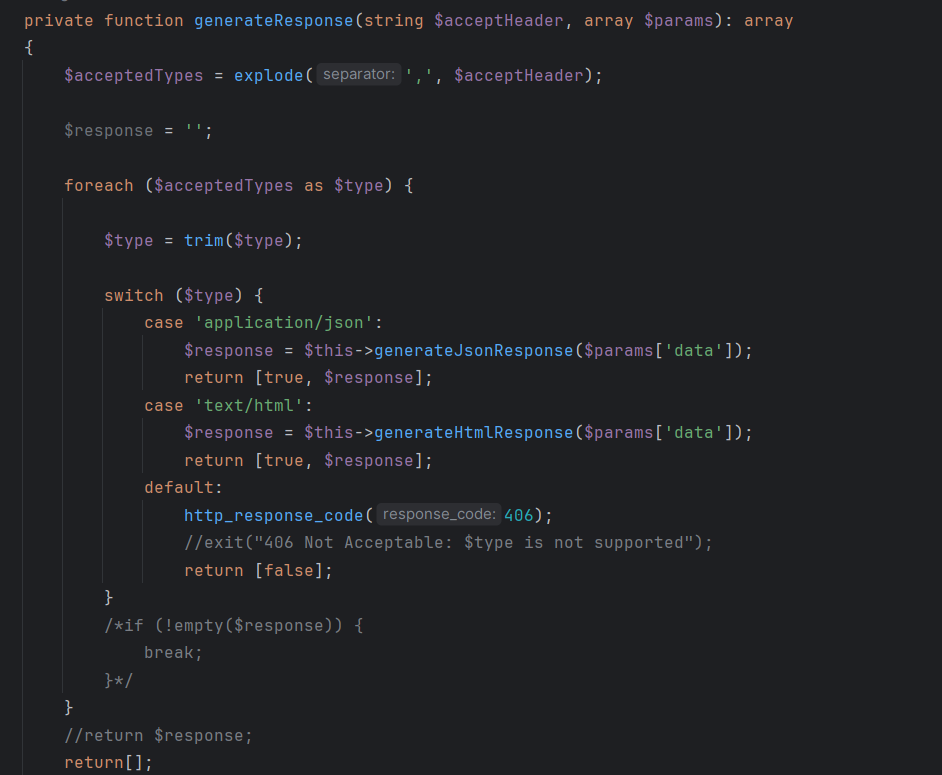 private function generateResponse(string $acceptHeader, array $params): array
{
$acceptedTypes = explode( separator: ',', $acceptHeader);
$response = '';
foreach ($acceptedTypes as $type) {
$type = trim($type);
switch ($type) {
case 'application/json':
$response = $this->generateJsonResponse($params['data']);
return [true, $response];
case 'text/html':
$response = $this->generateHtmlResponse($params['data']);
return [true, $response];
default:
http_response_code( response_code: 406);
//exit("406 Not Acceptable: $type is not supported");
return [false];
}
/*if (!empty($response)) {
break;
}*/
}
//return $response;
return[];